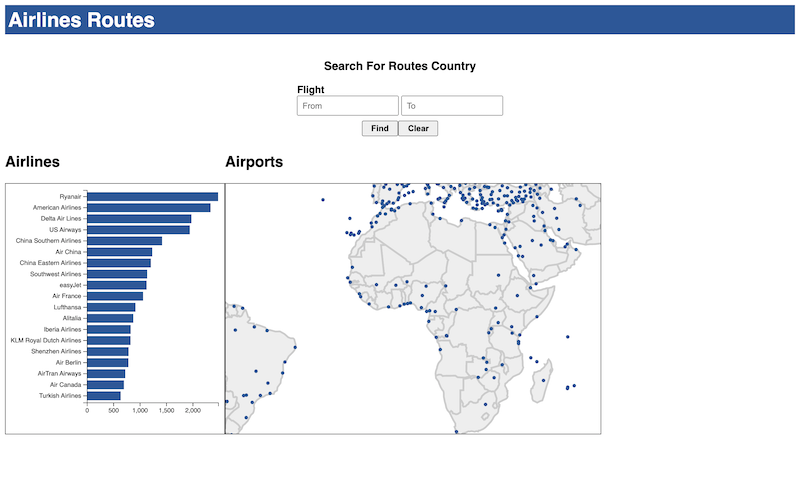 Airlines Routes
Search For Routes Country
Flight
From To
Find Clear
Airlines Airports
Ryanair
American Airlines
Delta Air Lines
US Airways
China Southern Airlines
Air China
China Eastern Airlines
Southwest Airlines
easyJet
Air France
Lufthansa
Alitalia
Iberia Airlines
KLM Royal Dutch Airlines
Shenzhen Airlines
Air Berlin
AirTran Airways
Air Canada
Turkish Airlines
0 500 1,000 1,500 2,000